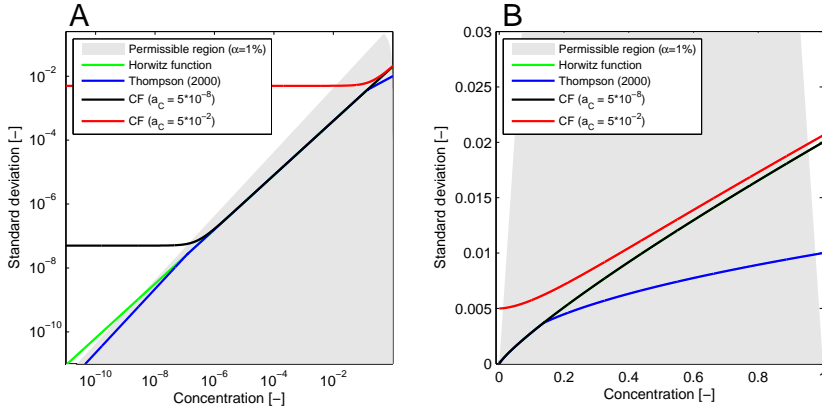 A
Standard deviation [–]
10⁻²
10⁻⁴
10⁻⁶
10⁻⁸
10⁻¹⁰
Permissible region (α=1%)
Horwitz function
Thompson (2000)
CF (a_C = 5*10⁻⁸)
CF (a_C = 5*10⁻²)
10⁻¹⁰ 10⁻⁸ 10⁻⁶ 10⁻⁴ 10⁻²
Concentration [–]
B
Standard deviation [–]
0.03
0.025
0.02
0.015
0.01
0.005
0
Permissible region (α=1%)
Horwitz function
Thompson (2000)
CF (a_C = 5*10⁻⁸)
CF (a_C = 5*10⁻²)
0 0.2 0.4 0.6 0.8 1
Concentration [–]